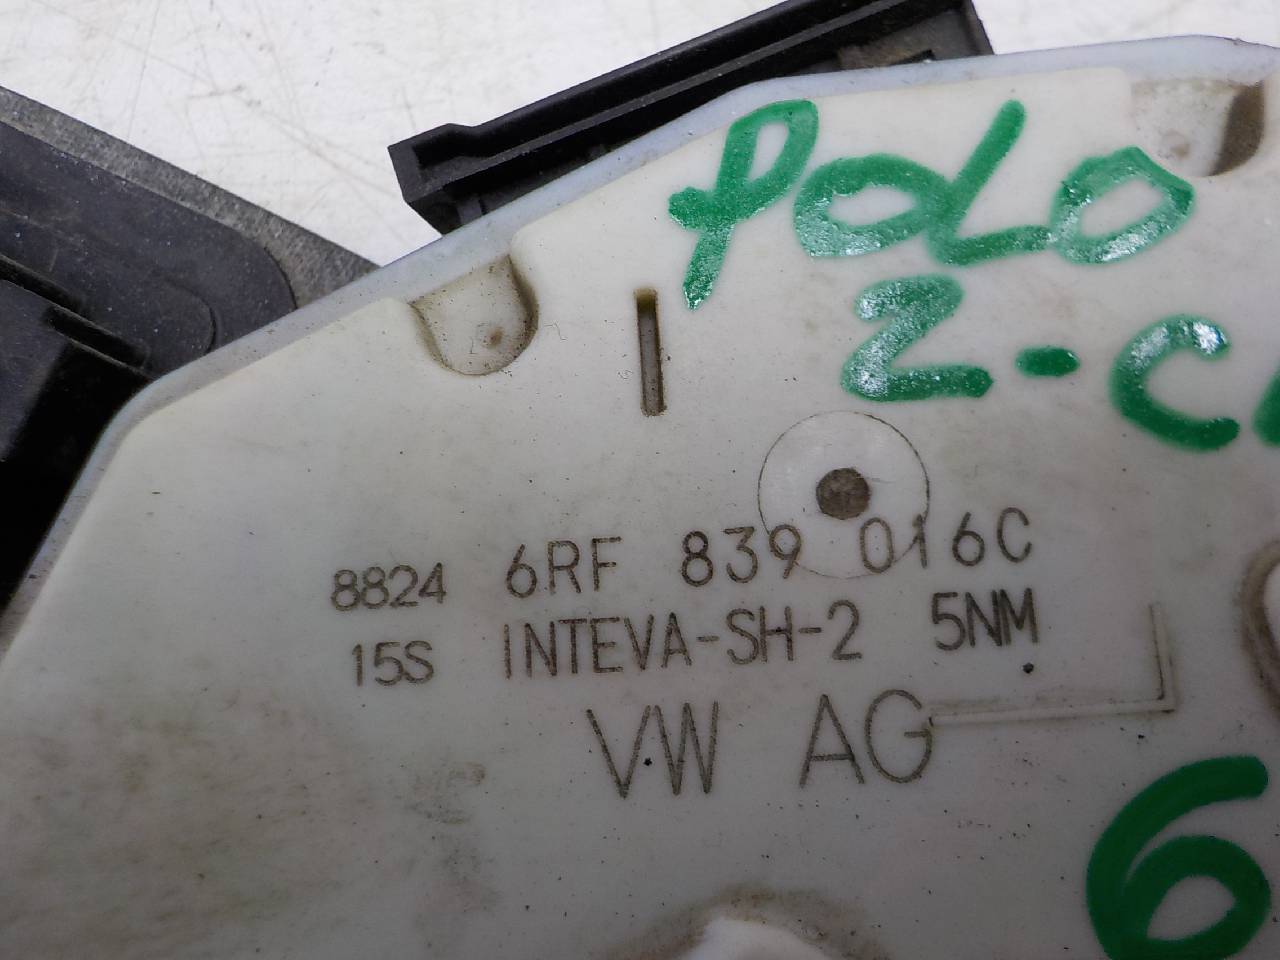 POLO
2-C
8824 6RF 839 016C
15S INTEVA-SH-2 5NM
VW AG
6